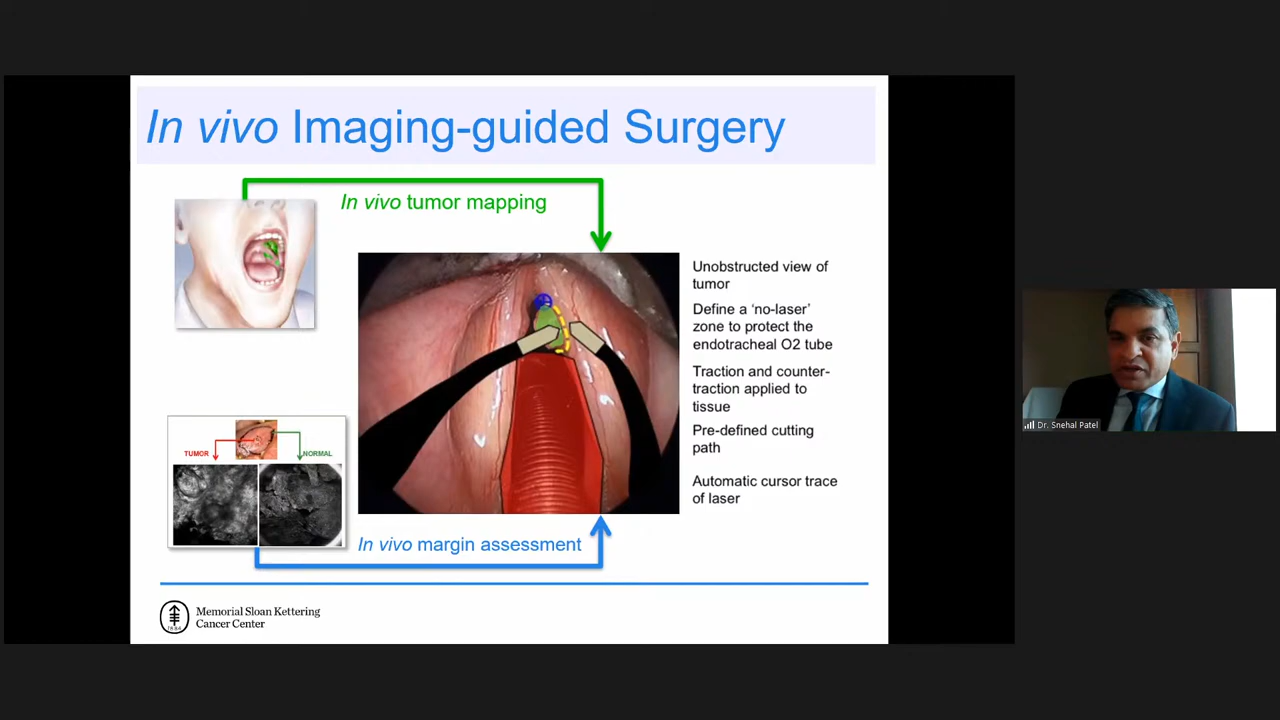 In vivo Imaging-guided Surgery
In vivo tumor mapping
Unobstructed view of
tumor
Define a ‘no-laser’
zone to protect the
endotracheal O2 tube
Traction and counter-
traction applied to
tissue
Pre-defined cutting
path
Automatic cursor trace
of laser
TUMOR
NORMAL
In vivo margin assessment
Memorial Sloan Kettering
Cancer Center
Dr. Snehal Patel